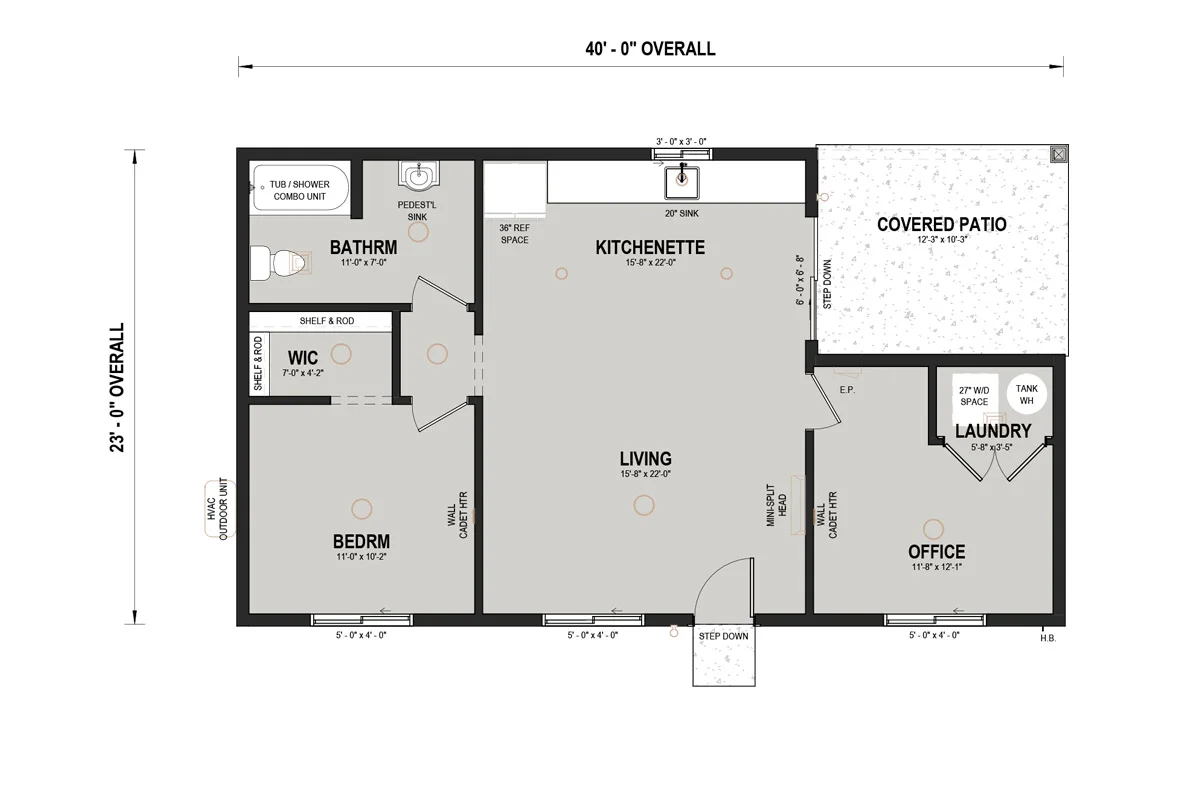 40' - 0" OVERALL
3' - 0" x 3' - 0"
TUB / SHOWER
COMBO UNIT
PEDEST'L
SINK
BATHRM
11'-0" x 7'-0"
36" REF
SPACE
20" SINK
KITCHENETTE
15'-8" x 22'-0"
6' - 0" x 6' - 8"
STEP DOWN
COVERED PATIO
12'-3" x 10'-3"
23' - 0" OVERALL
SHELF & ROD
SHELF & ROD
WIC
7'-0" x 4'-2"
E.P.
27" W/D
SPACE
TANK
WH
LAUNDRY
5'-8" x 3'-5"
LIVING
15'-8" x 22'-0"
HVAC
OUTDOOR UNIT
WALL
CADET HTR
MINI-SPLIT
HEAD
WALL
CADET HTR
BEDRM
11'-0" x 10'-2"
OFFICE
11'-8" x 12'-1"
5' - 0" x 4' - 0"
5' - 0" x 4' - 0"
STEP DOWN
5' - 0" x 4' - 0"
H.B.